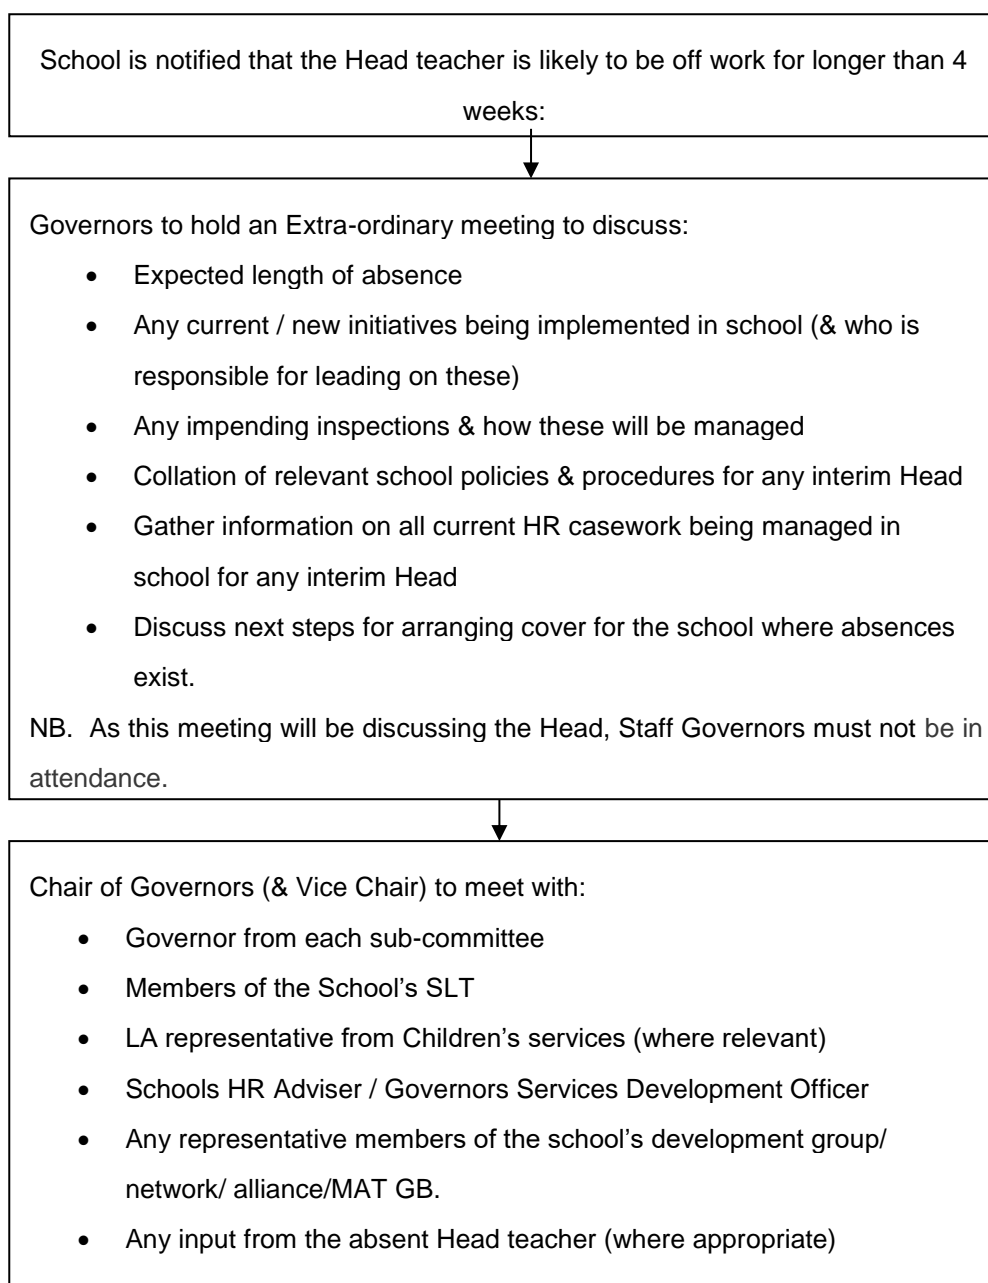 School is notified that the Head teacher is likely to be off work for longer than 4
weeks:
Governors to hold an Extra-ordinary meeting to discuss:
• Expected length of absence
• Any current / new initiatives being implemented in school (& who is
responsible for leading on these)
• Any impending inspections & how these will be managed
• Collation of relevant school policies & procedures for any interim Head
• Gather information on all current HR casework being managed in
school for any interim Head
• Discuss next steps for arranging cover for the school where absences
exist.
NB. As this meeting will be discussing the Head, Staff Governors must not be in
attendance.
Chair of Governors (& Vice Chair) to meet with:
• Governor from each sub-committee
• Members of the School’s SLT
• LA representative from Children’s services (where relevant)
• Schools HR Adviser / Governors Services Development Officer
• Any representative members of the school’s development group/
network/ alliance/MAT GB.
• Any input from the absent Head teacher (where appropriate)